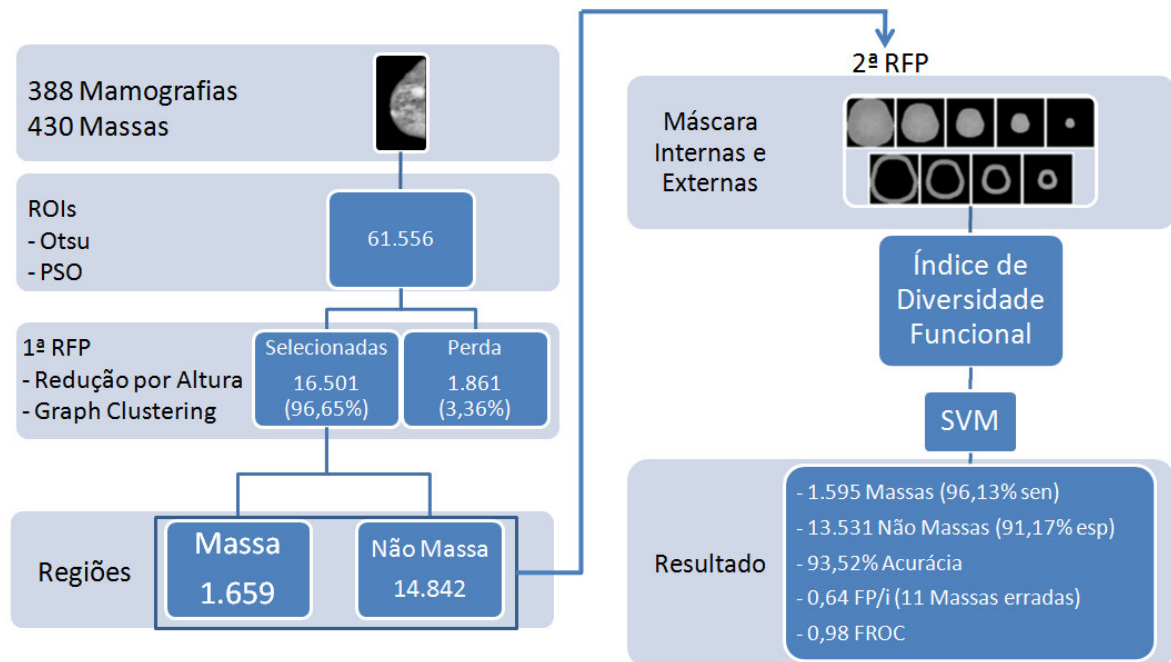 388 Mamografias
430 Massas
ROIs
- Otsu
- PSO
61.556
1ª RFP
- Redução por Altura
- Graph Clustering
Selecionadas
16.501
(96,65%)
Perda
1.861
(3,36%)
Regiões
Massa
1.659
Não Massa
14.842
2ª RFP
Máscara
Internas e
Externas
Índice de
Diversidade
Funcional
SVM
Resultado
- 1.595 Massas (96,13% sen)
- 13.531 Não Massas (91,17% esp)
- 93,52% Acurácia
- 0,64 FP/i (11 Massas erradas)
- 0,98 FROC